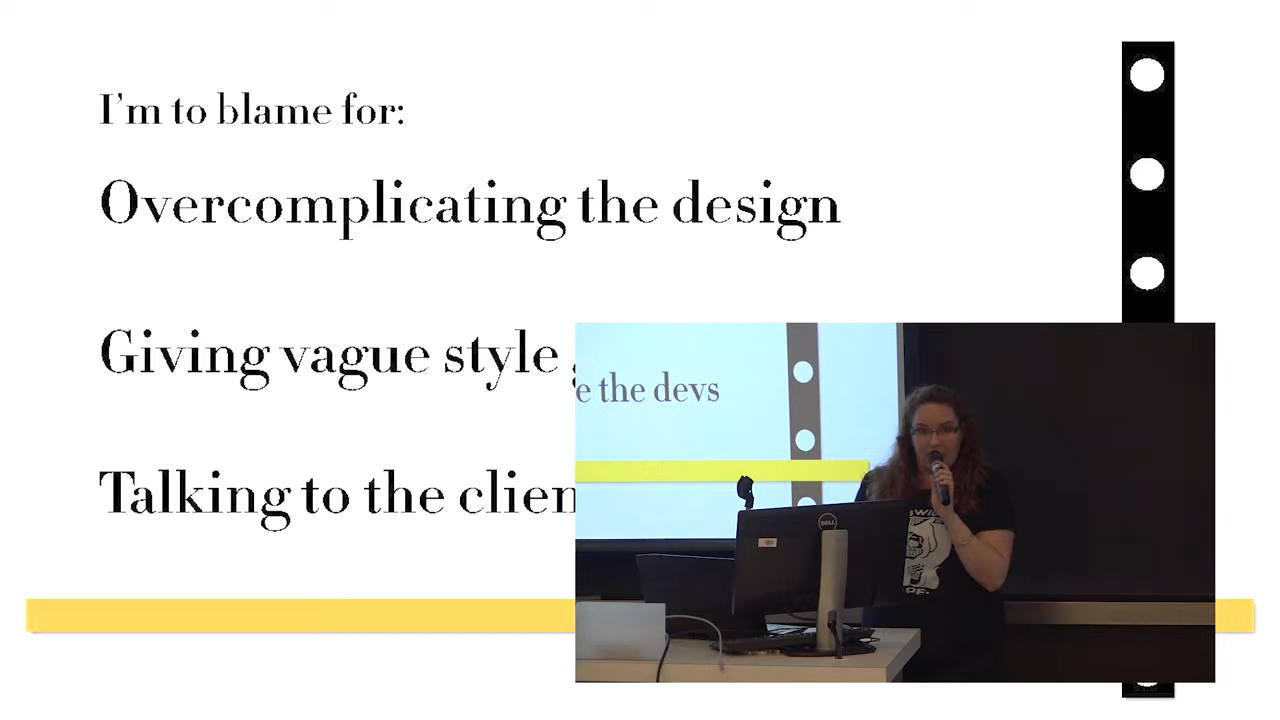 I'm to blame for:
Overcomplicating the design
Giving vague style
Talking to the clien
e the devs
DELL